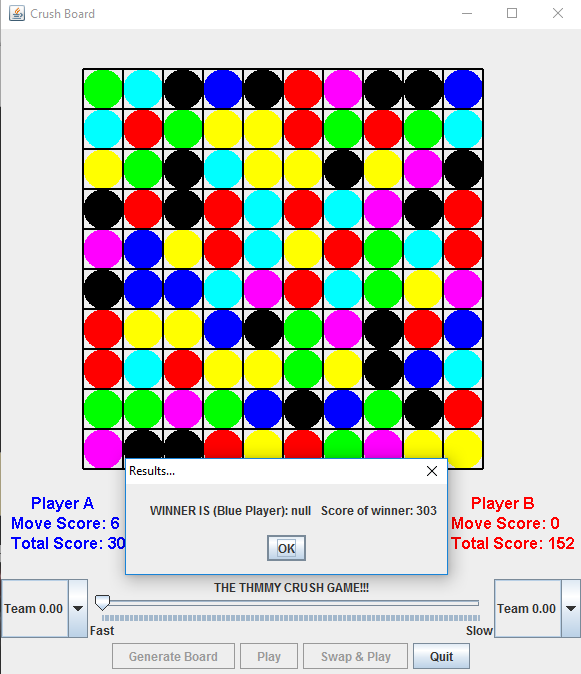 Crush Board
Results...
WINNER IS (Blue Player): null Score of winner: 303
OK
Player A
Move Score: 6
Total Score: 30
Player B
Move Score: 0
Total Score: 152
THE THMMY CRUSH GAME!!!
Team 0.00
Team 0.00
Fast
Slow
Generate Board
Play
Swap & Play
Quit